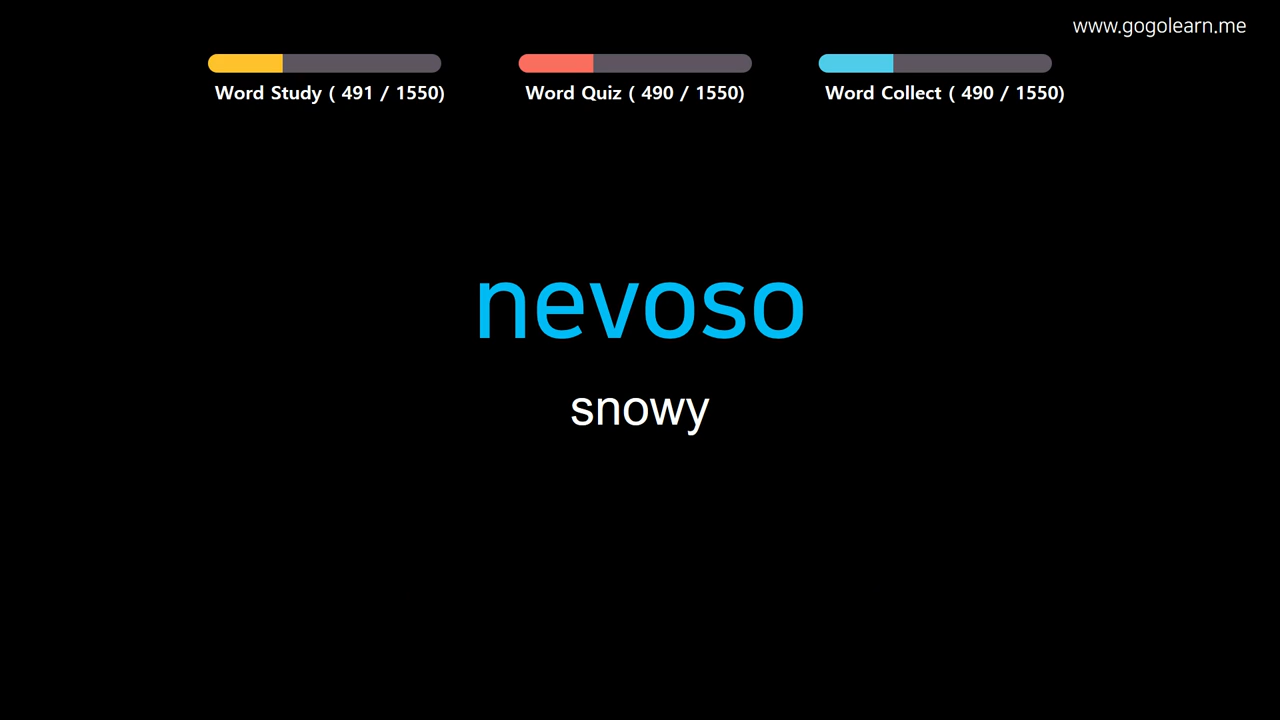 www.gogolearn.me
Word Study ( 491 / 1550)
Word Quiz ( 490 / 1550)
Word Collect ( 490 / 1550)
nevoso
snowy